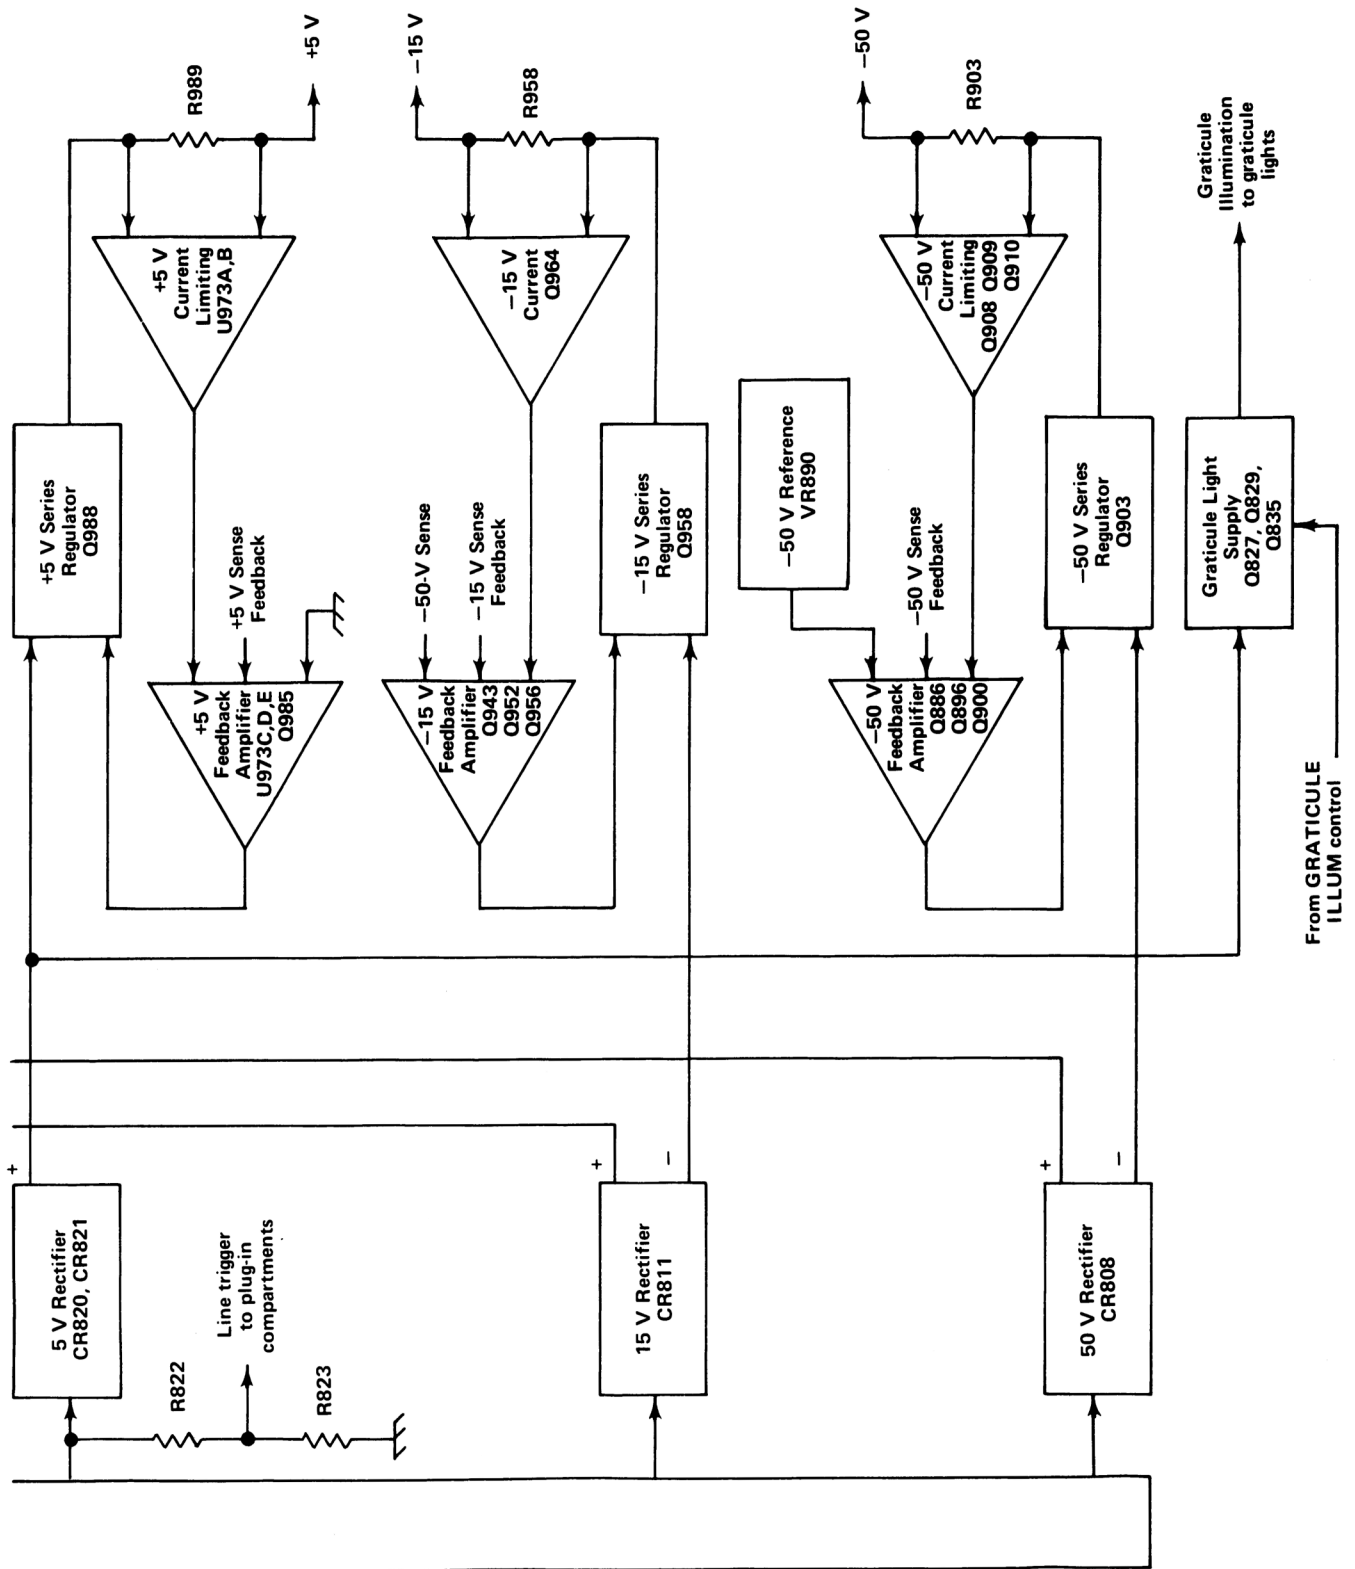 5 V Rectifier
CR820, CR821
+
R822
R823
Line trigger
to plug-in
compartments
15 V Rectifier
CR811
+
−
50 V Rectifier
CR808
+
−
+5 V Series
Regulator
Q988
+5 V
Feedback
Amplifier
U973C,D,E
Q985
+5 V Sense
Feedback
+5 V
Current
Limiting
U973A,B
R989
+5 V
−15 V
Feedback
Amplifier
Q943
Q952
Q956
−50-V Sense
−15 V Sense
Feedback
−15 V
Current
Q964
−15 V Series
Regulator
Q958
R958
−15 V
−50 V Reference
VR890
−50 V
Feedback
Amplifier
Q886
Q896
Q900
−50 V Sense
Feedback
−50 V
Current
Limiting
Q908 Q909
Q910
−50 V Series
Regulator
Q903
R903
−50 V
Graticule Light
Supply
Q827, Q829,
Q835
From GRATICULE
ILLUM control
Graticule
Illumination
to graticule
lights